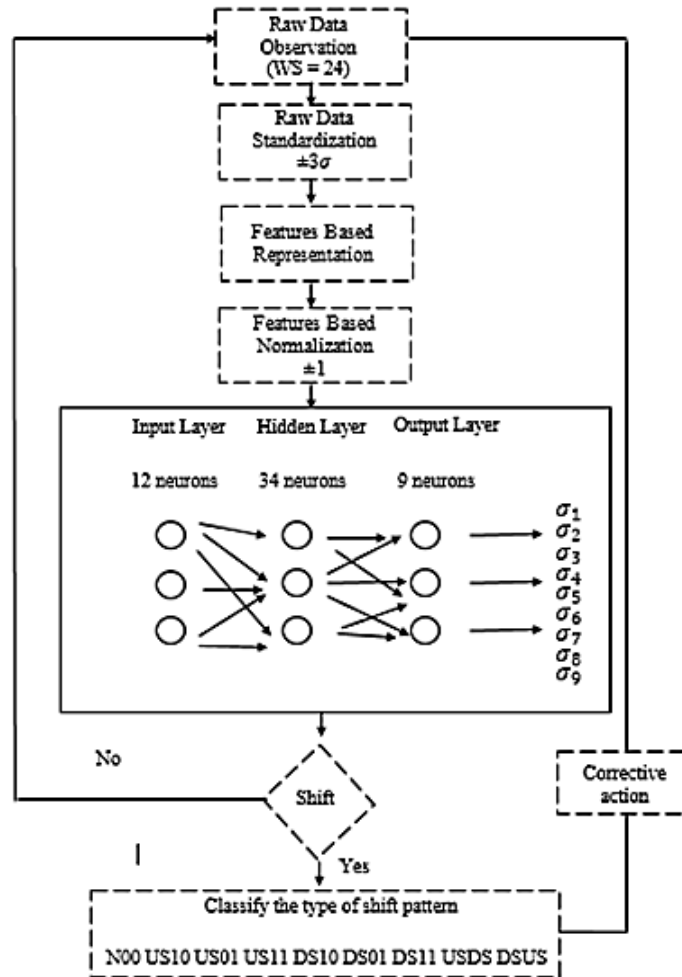 Raw Data
Observation
(WS = 24)
Raw Data
Standardization
±3σ
Features Based
Representation
Features Based
Normalization
±1
Input Layer Hidden Layer Output Layer
12 neurons 34 neurons 9 neurons
σ1
σ2
σ3
σ4
σ5
σ6
σ7
σ8
σ9
No
Shift
Corrective
action
Yes
Classify the type of shift pattern
N00 US10 US01 US11 DS10 DS01 DS11 USDS DSUS